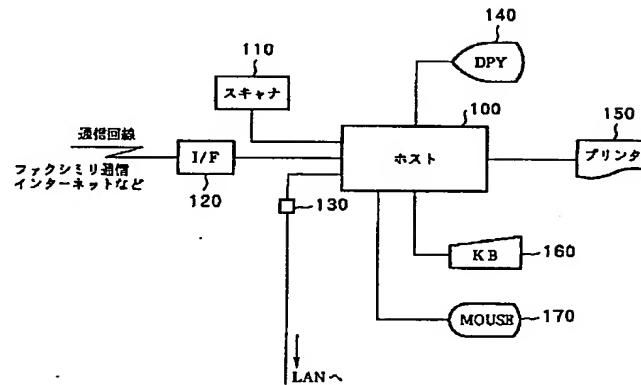 140
DPY
110
スキャナ
100
150
通信回線
I/F
ホスト
プリンタ
ファクシミリ通信
インターネットなど
120
130
KB
160
MOUSE
170
LANへ